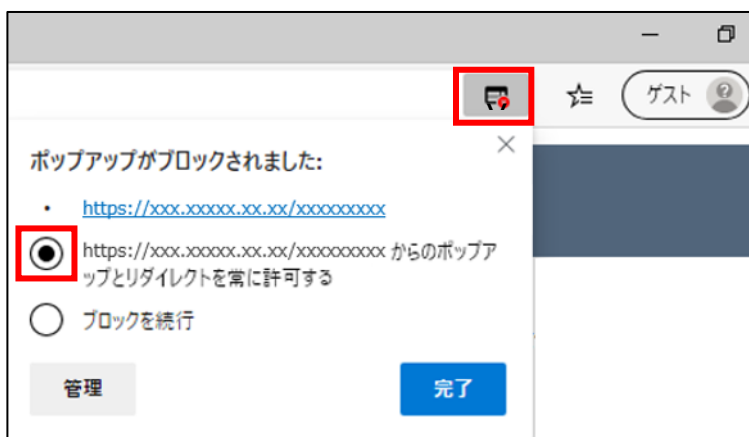 ゲスト
ポップアップがブロックされました:
• https://xxx.xxxxx.xx.xx/xxxxxxxxx
https://xxx.xxxxx.xx.xx/xxxxxxxxx からのポップア
ップとリダイレクトを常に許可する
ブロックを続行
管理 完了